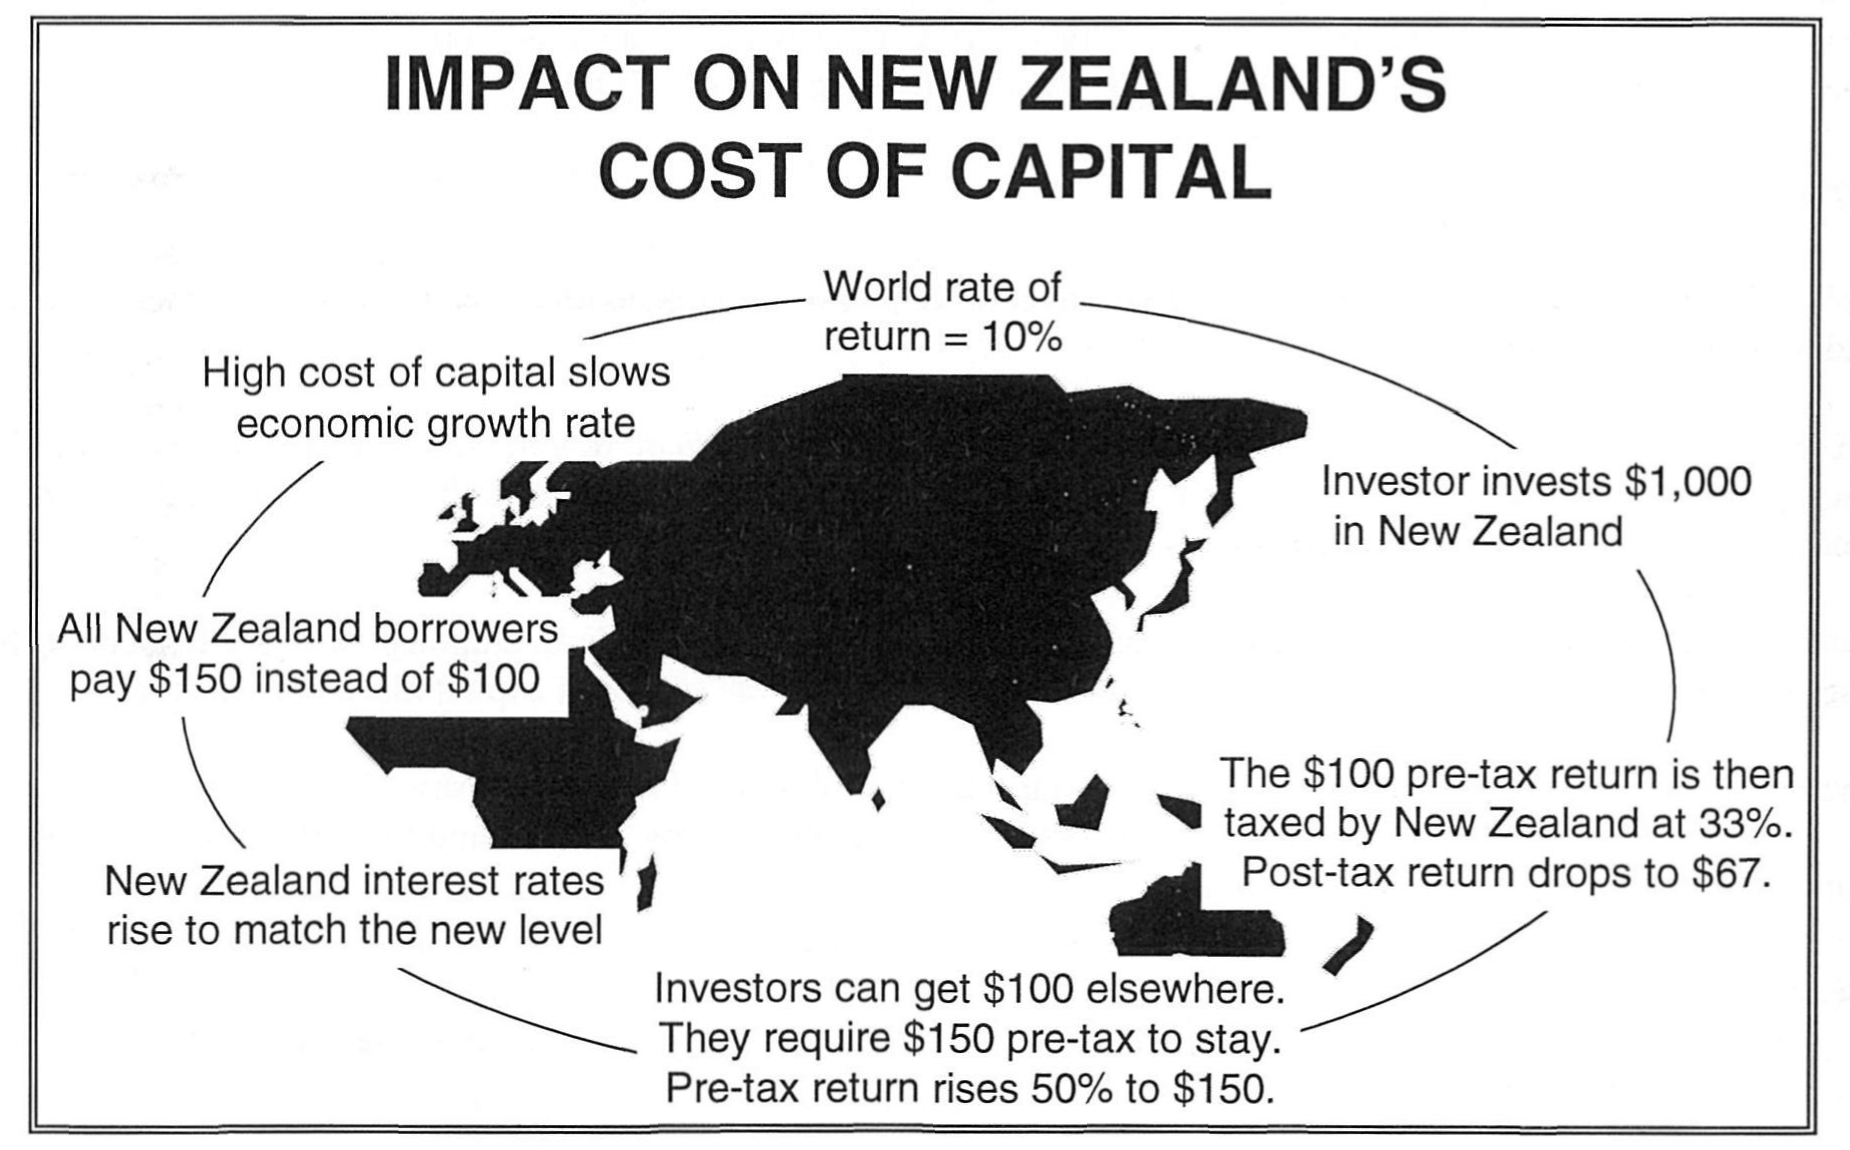 IMPACT ON NEW ZEALAND'S
COST OF CAPITAL
World rate of
return = 10%
Investor invests $1,000
in New Zealand
The $100 pre-tax return is then
taxed by New Zealand at 33%.
Post-tax return drops to $67.
Investors can get $100 elsewhere.
They require $150 pre-tax to stay.
Pre-tax return rises 50% to $150.
New Zealand interest rates
rise to match the new level
All New Zealand borrowers
pay $150 instead of $100
High cost of capital slows
economic growth rate